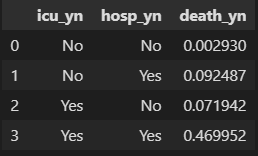 icu_yn hosp_yn death_yn
0 No No 0.002930
1 No Yes 0.092487
2 Yes No 0.071942
3 Yes Yes 0.469952